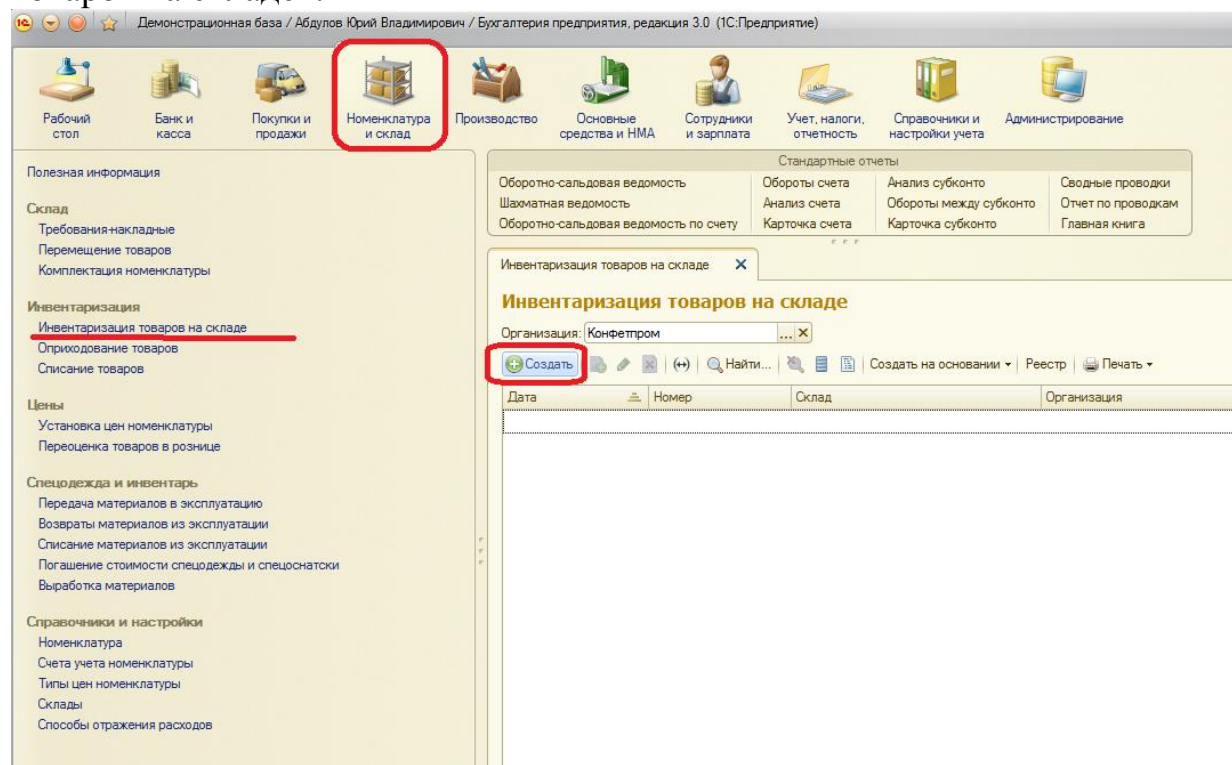 Демонстрационная база / Абдулов Юрий Владимирович / Бухгалтерия предприятия, редакция 3.0 (1С:Предприятие)
Рабочий стол
Банк и касса
Покупки и продажи
Номенклатура и склад
Производство
Основные средства и НМА
Сотрудники и зарплата
Учет, налоги, отчетность
Справочники и настройки учета
Администрирование
Полезная информация
Склад
Требования-накладные
Перемещение товаров
Комплектация номенклатуры
Инвентаризация
Инвентаризация товаров на складе
Оприходование товаров
Списание товаров
Цены
Установка цен номенклатуры
Переоценка товаров в рознице
Спецодежда и инвентарь
Передача материалов в эксплуатацию
Возвраты материалов из эксплуатации
Списание материалов из эксплуатации
Погашение стоимости спецодежды и спецоснатски
Выработка материалов
Справочники и настройки
Номенклатура
Счета учета номенклатуры
Типы цен номенклатуры
Склады
Способы отражения расходов
Стандартные отчеты
Оборотно-сальдовая ведомость Обороты счета Анализ субконто Сводные проводки
Шахматная ведомость Анализ счета Обороты между субконто Отчет по проводкам
Оборотно-сальдовая ведомость по счету Карточка счета Карточка субконто Главная книга
Инвентаризация товаров на складе
Инвентаризация товаров на складе
Организация: Конфетпром ...
Создать Найти... Создать на основании Реестр Печать
Дата Номер Склад Организация